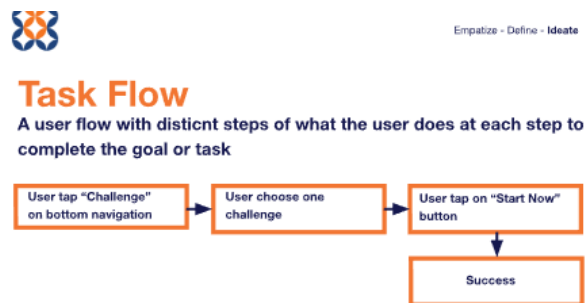 Empatize - Define - Ideate
Task Flow
A user flow with disticnt steps of what the user does at each step to
complete the goal or task
User tap “Challenge”
on bottom navigation
User choose one
challenge
User tap on “Start Now”
button
Success